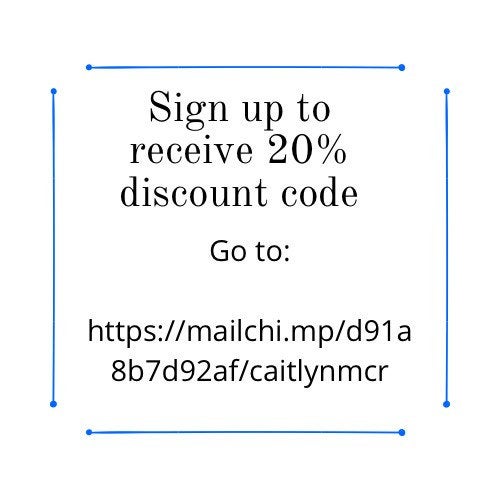 Sign up to
receive 20%
discount code
Go to:
https://mailchi.mp/d91a
8b7d92af/caitlynmcr